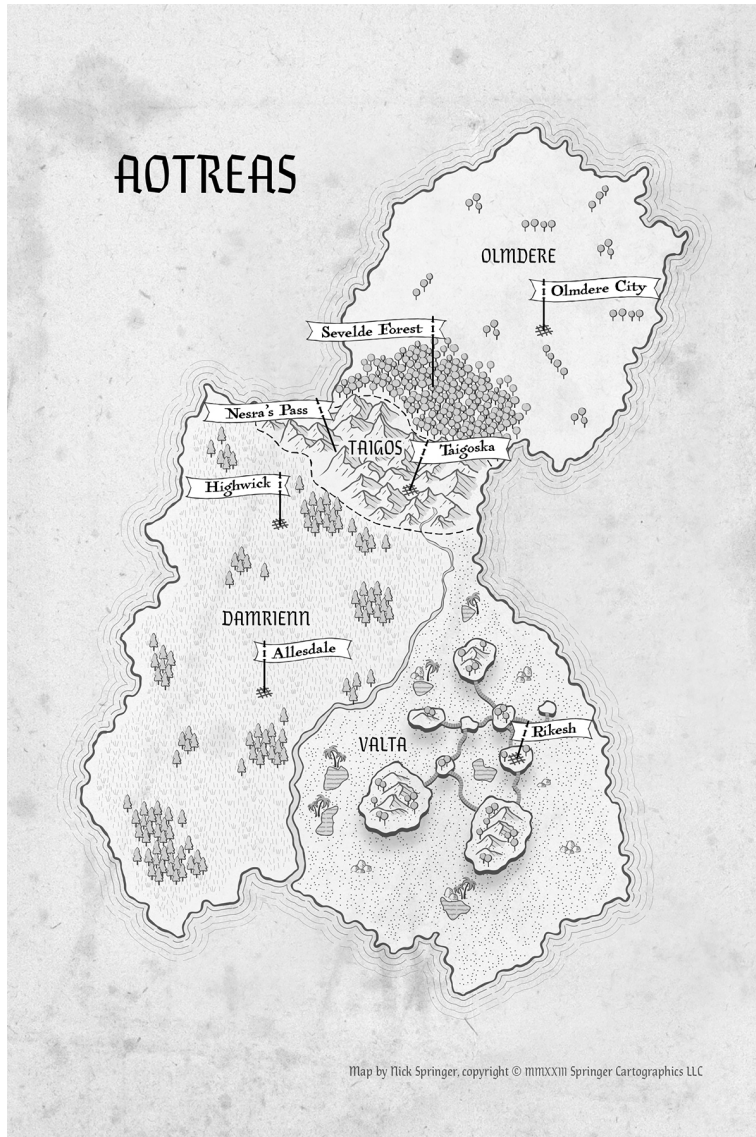 AOTREAS
OLMDERE
Olmdere City
Sevelde Forest
Nesra's Pass
TAIGOS
Taigoska
Highwick
DAMRIENN
Allesdale
VALTA
Rikesh
Map by Nick Springer, copyright © MMXXIII Springer Cartographics LLC